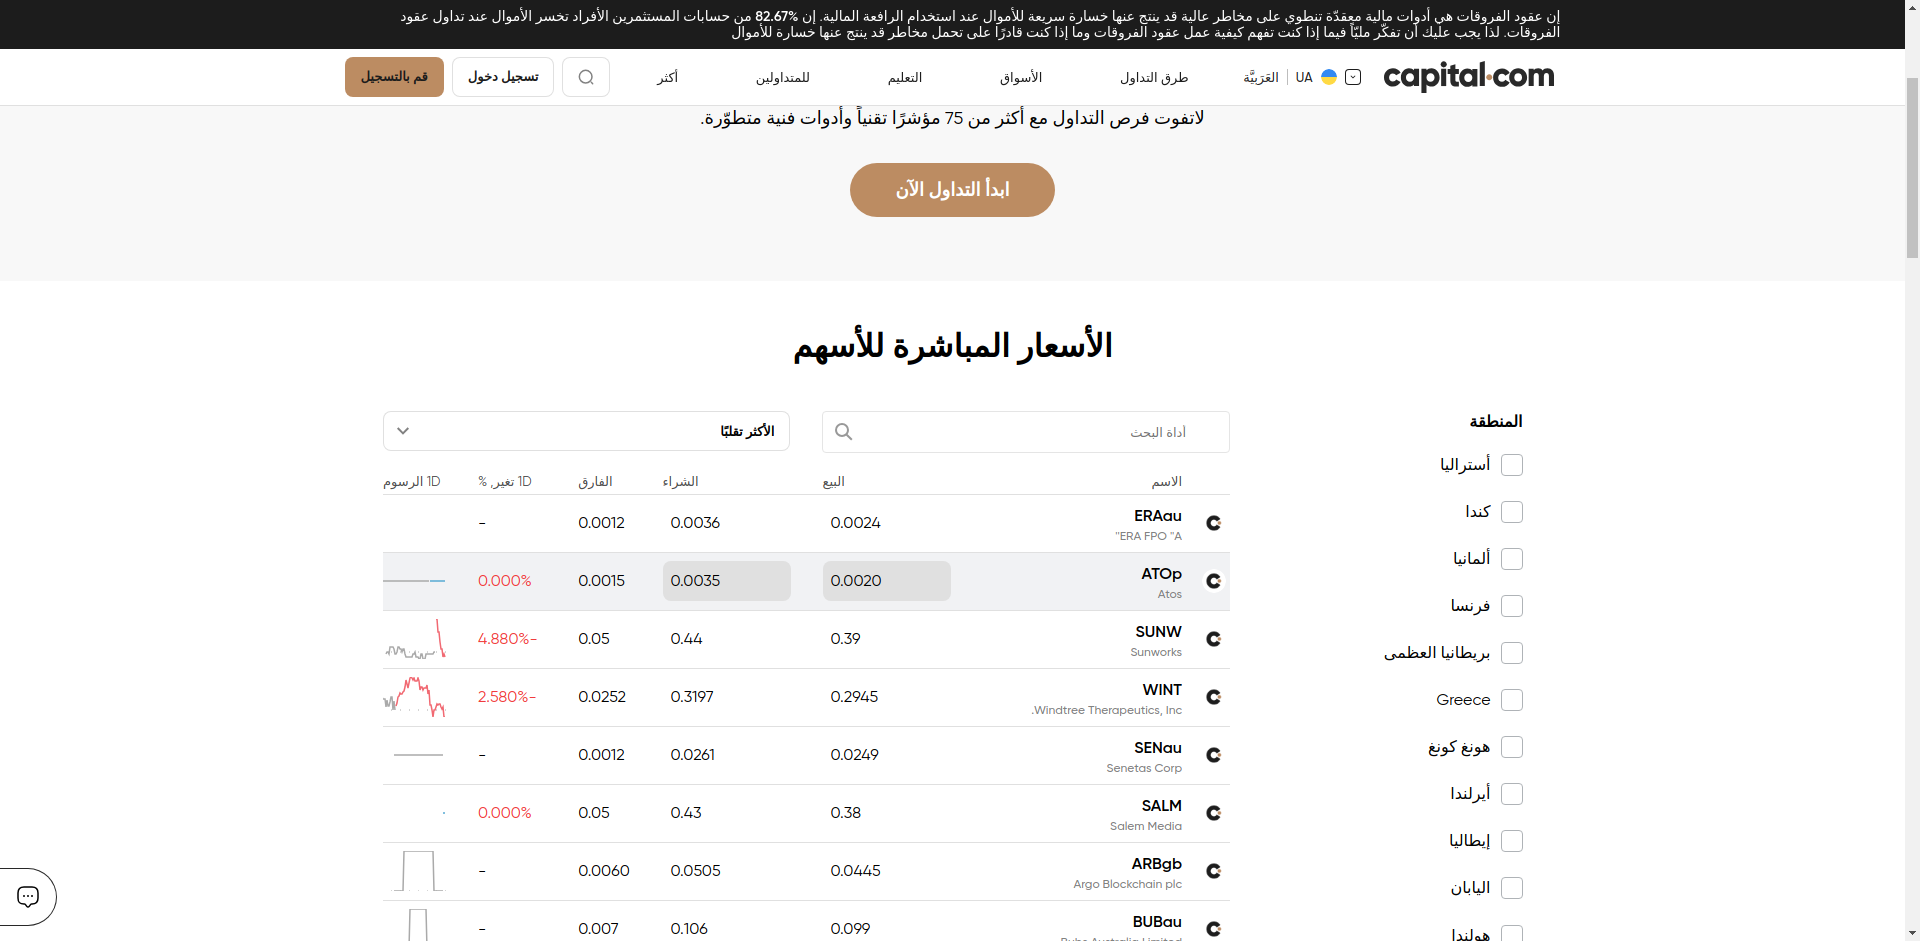 إن عقود الفروقات هي أدوات مالية معقدّة تنطوي على مخاطر عالية قد ينتج عنها خسارة سريعة للأموال عند استخدام الرافعة المالية. إن 82.67% من حسابات المستثمرين الأفراد تخسر الأموال عند تداول عقود
الفروقات. لذا يجب عليك أن تفكّر مليّاً فيما إذا كنت تفهم كيفية عمل عقود الفروقات وما إذا كنت قادرًا على تحمل مخاطر قد ينتج عنها خسارة للأموال
capital.com
UA العَرَبيَّة
طرق التداول
الأسواق
التعليم
للمتداولين
أكثر
تسجيل دخول
قم بالتسجيل
لاتفوت فرص التداول مع أكثر من 75 مؤشرًا تقنياً وأدوات فنية متطوّرة.
ابدأ التداول الآن
الأسعار المباشرة للأسهم
المنطقة
أستراليا
كندا
ألمانيا
فرنسا
بريطانيا العظمى
Greece
هونغ كونغ
أيرلندا
إيطاليا
اليابان
هولندا
أداة البحث
الأكثر تقلبًا
الاسم البيع الشراء الفارق 1D تغير, % 1D الرسوم
ERAau 0.0024 0.0036 0.0012 -
"ERA FPO "A
ATOp 0.0020 0.0035 0.0015 0.000%
Atos
SUNW 0.39 0.44 0.05 4.880%-
Sunworks
WINT 0.2945 0.3197 0.0252 2.580%-
.Windtree Therapeutics, Inc
SENau 0.0249 0.0261 0.0012 -
Senetas Corp
SALM 0.38 0.43 0.05 0.000%
Salem Media
ARBgb 0.0445 0.0505 0.0060 -
Argo Blockchain plc
BUBau 0.099 0.106 0.007 -
Bubs Australia Limited